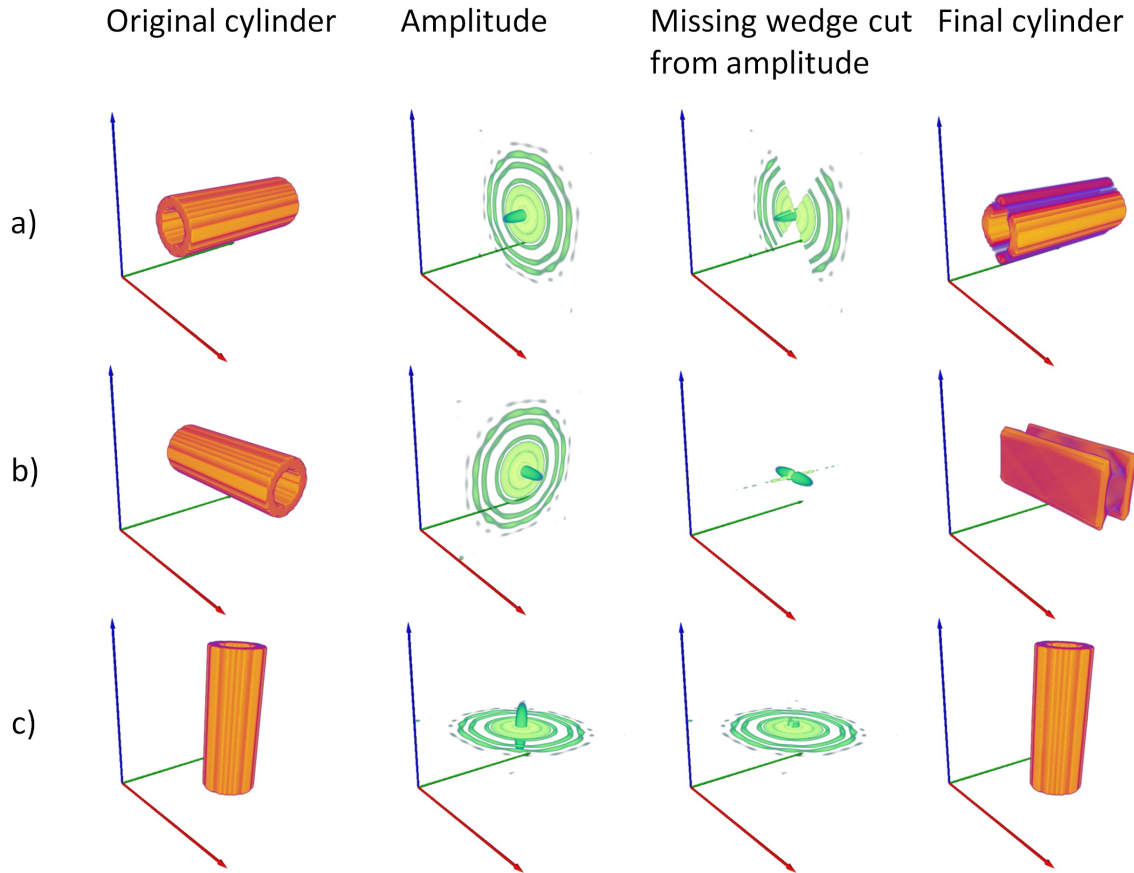 Original cylinder
Amplitude
Missing wedge cut
from amplitude
Final cylinder
a)
b)
c)